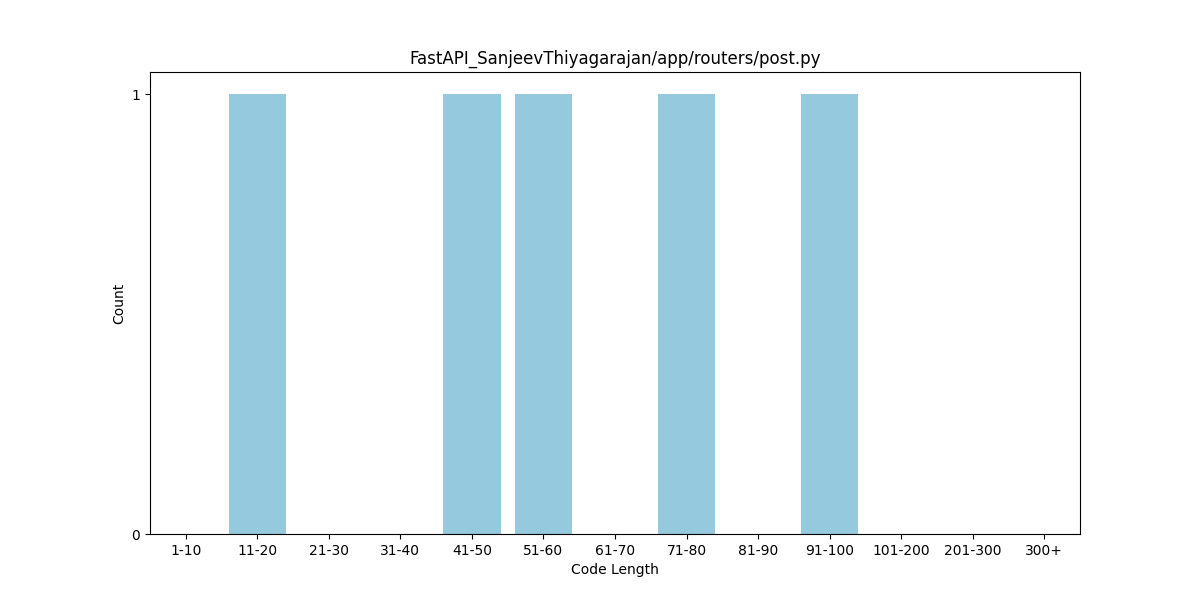 FastAPI_SanjeevThiyagarajan/app/routers/post.py
1
Count
0
1-10 11-20 21-30 31-40 41-50 51-60 61-70 71-80 81-90 91-100 101-200 201-300 300+
Code Length